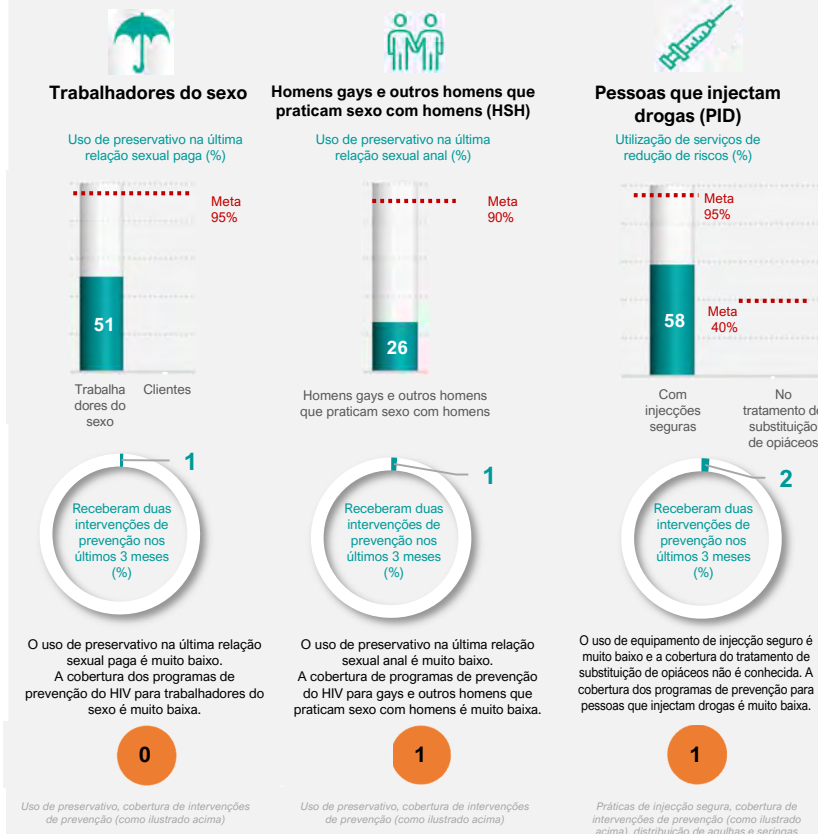 Trabalhadores do sexo
Uso de preservativo na última
relação sexual paga (%)
Meta
95%
51
Trabalha
dores do
sexo
Clientes
1
Receberam duas
intervenções de
prevenção nos
últimos 3 meses
(%)
O uso de preservativo na última relação
sexual paga é muito baixo.
A cobertura dos programas de
prevenção do HIV para trabalhadores do
sexo é muito baixa.
0
Uso de preservativo, cobertura de intervenções
de prevenção (como ilustrado acima)
Homens gays e outros homens que
praticam sexo com homens (HSH)
Uso de preservativo na última
relação sexual anal (%)
Meta
90%
26
Homens gays e outros homens
que praticam sexo com homens
1
Receberam duas
intervenções de
prevenção nos
últimos 3 meses
(%)
O uso de preservativo na última relação
sexual anal é muito baixo.
A cobertura de programas de prevenção
do HIV para gays e outros homens que
praticam sexo com homens é muito baixa.
1
Uso de preservativo, cobertura de intervenções
de prevenção (como ilustrado acima)
Pessoas que injectam
drogas (PID)
Utilização de serviços de
redução de riscos (%)
Meta
95%
58
Meta
40%
Com
injecções
seguras
No
tratamento de
substituição
de opiáceos
2
Receberam duas
intervenções de
prevenção nos
últimos 3 meses
(%)
O uso de equipamento de injecção seguro é
muito baixo e a cobertura do tratamento de
substituição de opiáceos não é conhecida. A
cobertura dos programas de prevenção para
pessoas que injectam drogas é muito baixa.
1
Práticas de injecção segura, cobertura de
intervenções de prevenção (como ilustrado
acima), distribuição de agulhas e seringas